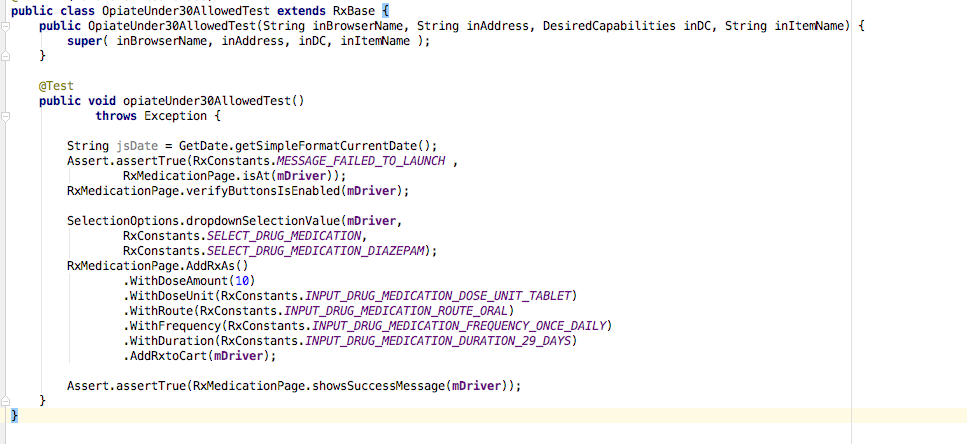 public class OpiateUnder30AllowedTest extends RxBase {
    public OpiateUnder30AllowedTest(String inBrowserName, String inAddress, DesiredCapabilities inDC, String inItemName) {
        super( inBrowserName, inAddress, inDC, inItemName );
    }
    @Test
    public void opiateUnder30AllowedTest()
            throws Exception {
        String jsDate = GetDate.getSimpleFormatCurrentDate();
        Assert.assertTrue(RxConstants.MESSAGE_FAILED_TO_LAUNCH ,
                RxMedicationPage.isAt(mDriver));
        RxMedicationPage.verifyButtonsIsEnabled(mDriver);
        SelectionOptions.dropdownSelectionValue(mDriver,
                RxConstants.SELECT_DRUG_MEDICATION,
                RxConstants.SELECT_DRUG_MEDICATION_DIAZEPAM);
        RxMedicationPage.AddRxAs()
                .WithDoseAmount(10)
                .WithDoseUnit(RxConstants.INPUT_DRUG_MEDICATION_DOSE_UNIT_TABLET)
                .WithRoute(RxConstants.INPUT_DRUG_MEDICATION_ROUTE_ORAL)
                .WithFrequency(RxConstants.INPUT_DRUG_MEDICATION_FREQUENCY_ONCE_DAILY)
                .WithDuration(RxConstants.INPUT_DRUG_MEDICATION_DURATION_29_DAYS)
                .AddRxtoCart(mDriver);
        Assert.assertTrue(RxMedicationPage.showsSuccessMessage(mDriver));
    }
}